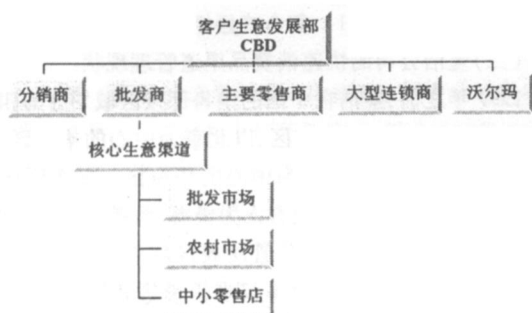 客户生意发展部
CBD
分销商
批发商
主要零售商
大型连锁商
沃尔玛
核心生意渠道
批发市场
农村市场
中小零售店